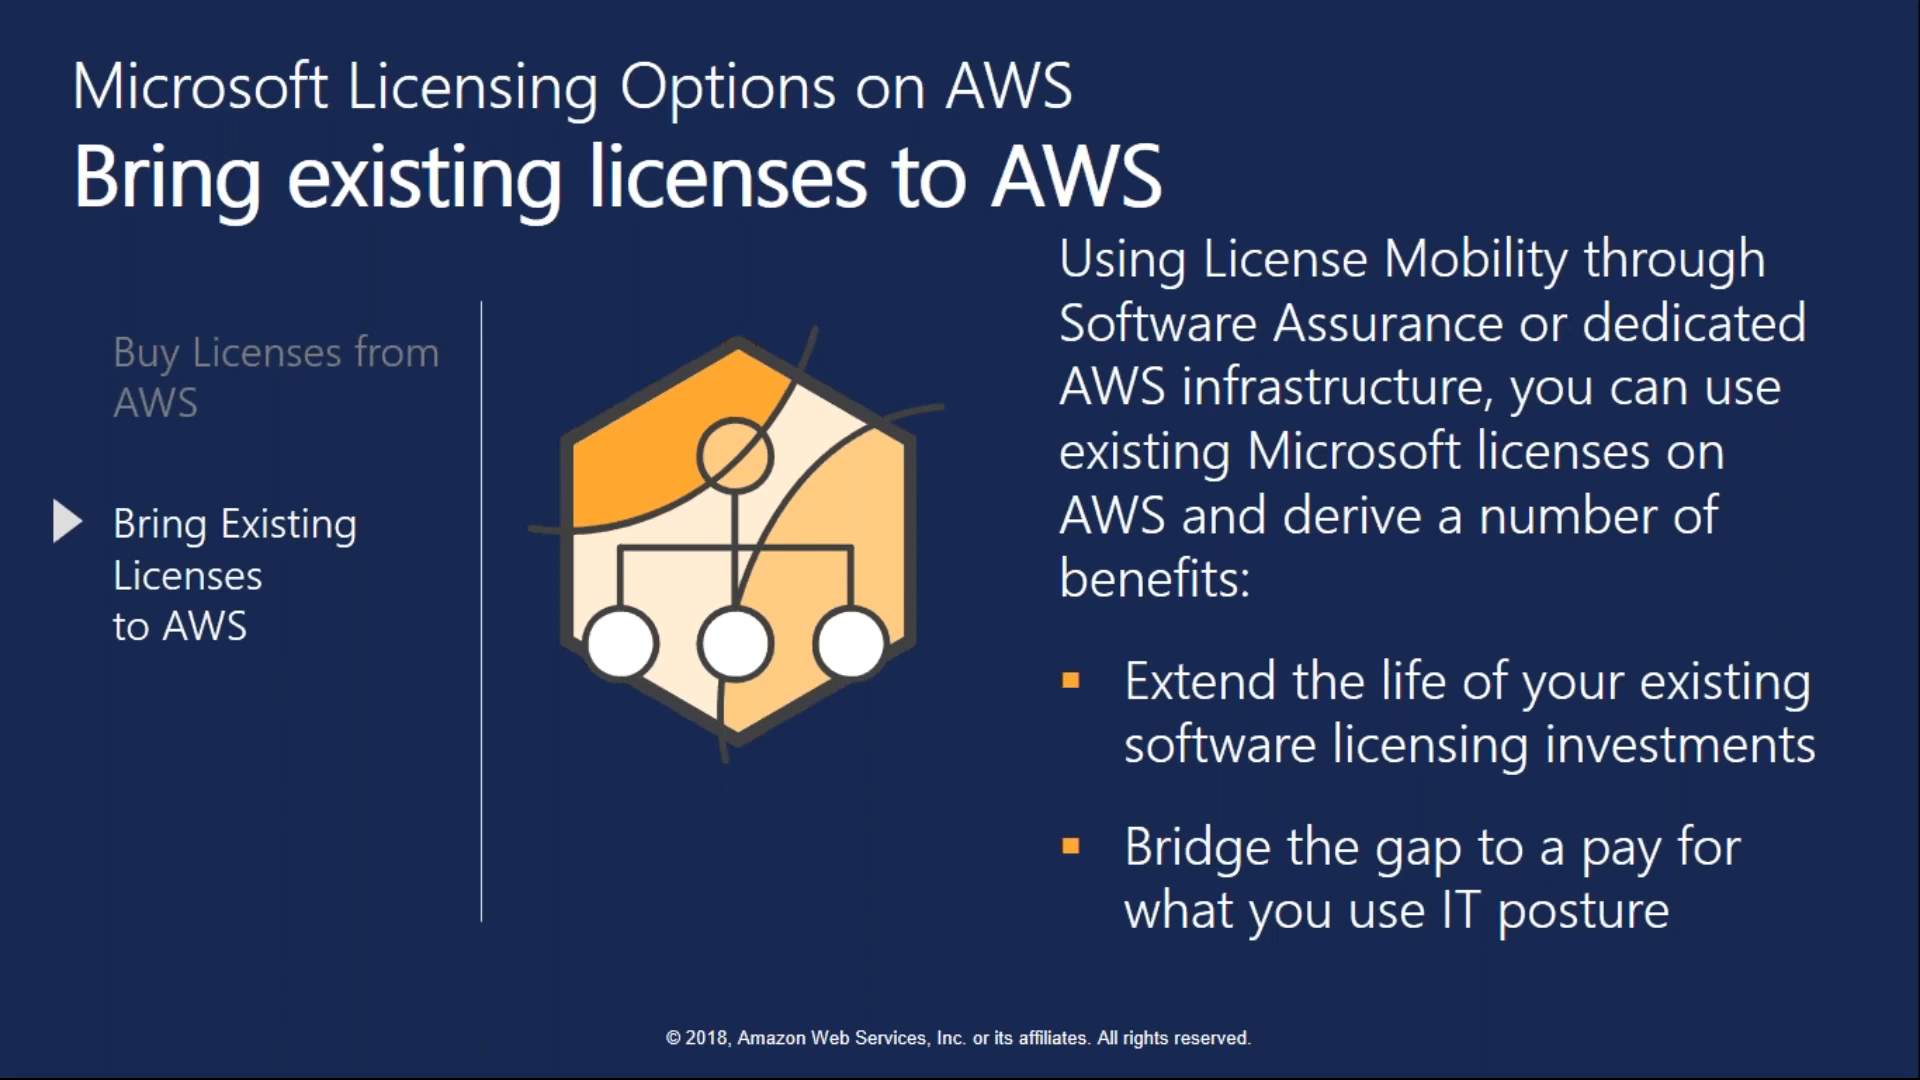 Microsoft Licensing Options on AWS
Bring existing licenses to AWS
Buy Licenses from
AWS
Bring Existing
Licenses
to AWS
Using License Mobility through
Software Assurance or dedicated
AWS infrastructure, you can use
existing Microsoft licenses on
AWS and derive a number of
benefits:
Extend the life of your existing
software licensing investments
Bridge the gap to a pay for
what you use IT posture
© 2018, Amazon Web Services, Inc. or its affiliates. All rights reserved.